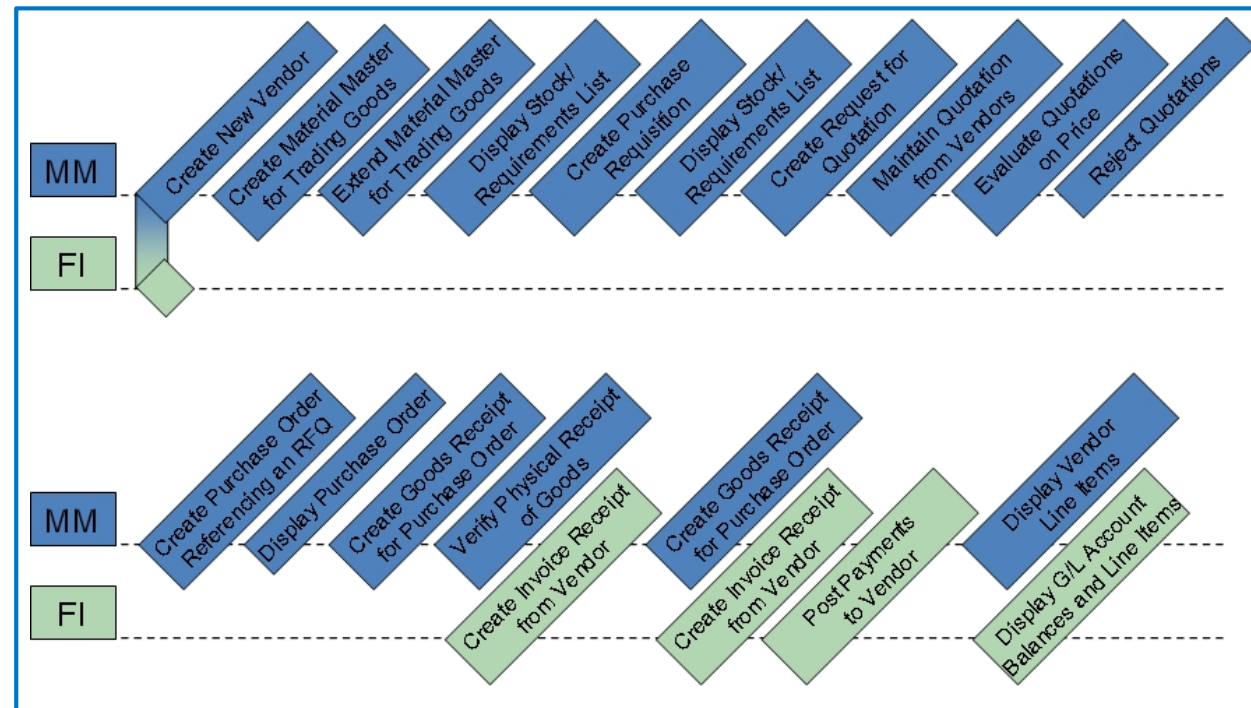 MM
Create New Vendor
Create Material Master
for Trading Goods
Extend Material Master
for Trading Goods
Display Stock/
Requirements List
Create Purchase
Requisition
Display Stock/
Requirements List
Create Request for
Quotation
Maintain Quotation
from Vendors
Evaluate Quotations
on Price
Reject Quotations
FI
MM
Create Purchase Order
Referencing an RFQ
Display Purchase Order
Create Goods Receipt
for Purchase Order
Verify Physical Receipt
of Goods
Create Goods Receipt
for Purchase Order
Display Vendor
Line Items
FI
Create Invoice Receipt
from Vendor
Create Invoice Receipt
from Vendor
Post Payments
to Vendor
Display G/L Account
Balances and Line Items